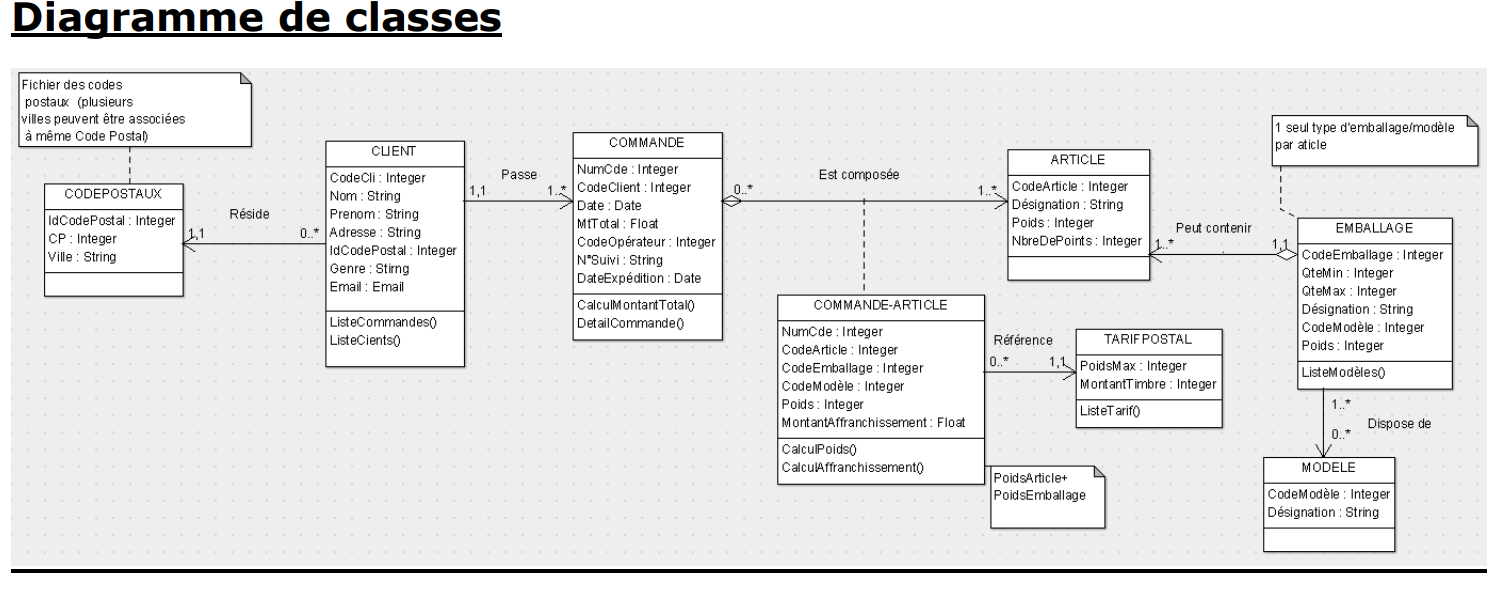 Diagramme de classes
Fichier des codes
postaux (plusieurs
villes peuvent être associées
à même Code Postal)
CODEPOSTAUX
IdCodePostal : Integer
CP : Integer
Ville : String
Réside
1,1
0..*
CLIENT
CodeCli : Integer
Nom : String
Prenom : String
Adresse : String
IdCodePostal : Integer
Genre : Stirng
Email : Email
ListeCommandes()
ListeCients()
Passe
1,1
1..*
COMMANDE
NumCde : Integer
CodeClient : Integer
Date : Date
MtTotal : Float
CodeOpérateur : Integer
N°Suivi : String
DateExpédition : Date
CalculMontantTotal()
DetailCommande()
Est composée
0..*
1..*
ARTICLE
CodeArticle : Integer
Désignation : String
Poids : Integer
NbreDePoints : Integer
COMMANDE-ARTICLE
NumCde : Integer
CodeArticle : Integer
CodeEmballage : Integer
CodeModèle : Integer
Poids : Integer
MontantAffranchissement : Float
CalculPoids()
CalculAffranchissement()
PoidsArticle+
PoidsEmballage
Référence
0..*
1,1
TARIFPOSTAL
PoidsMax : Integer
MontantTimbre : Integer
ListeTarif()
1 seul type d'emballage/modèle
par aticle
Peut contenir
1..*
1,1
EMBALLAGE
CodeEmballage : Integer
QteMin : Integer
QteMax : Integer
Désignation : String
CodeModèle : Integer
Poids : Integer
ListeModèles()
1..*
Dispose de
0..*
MODELE
CodeModèle : Integer
Désignation : String